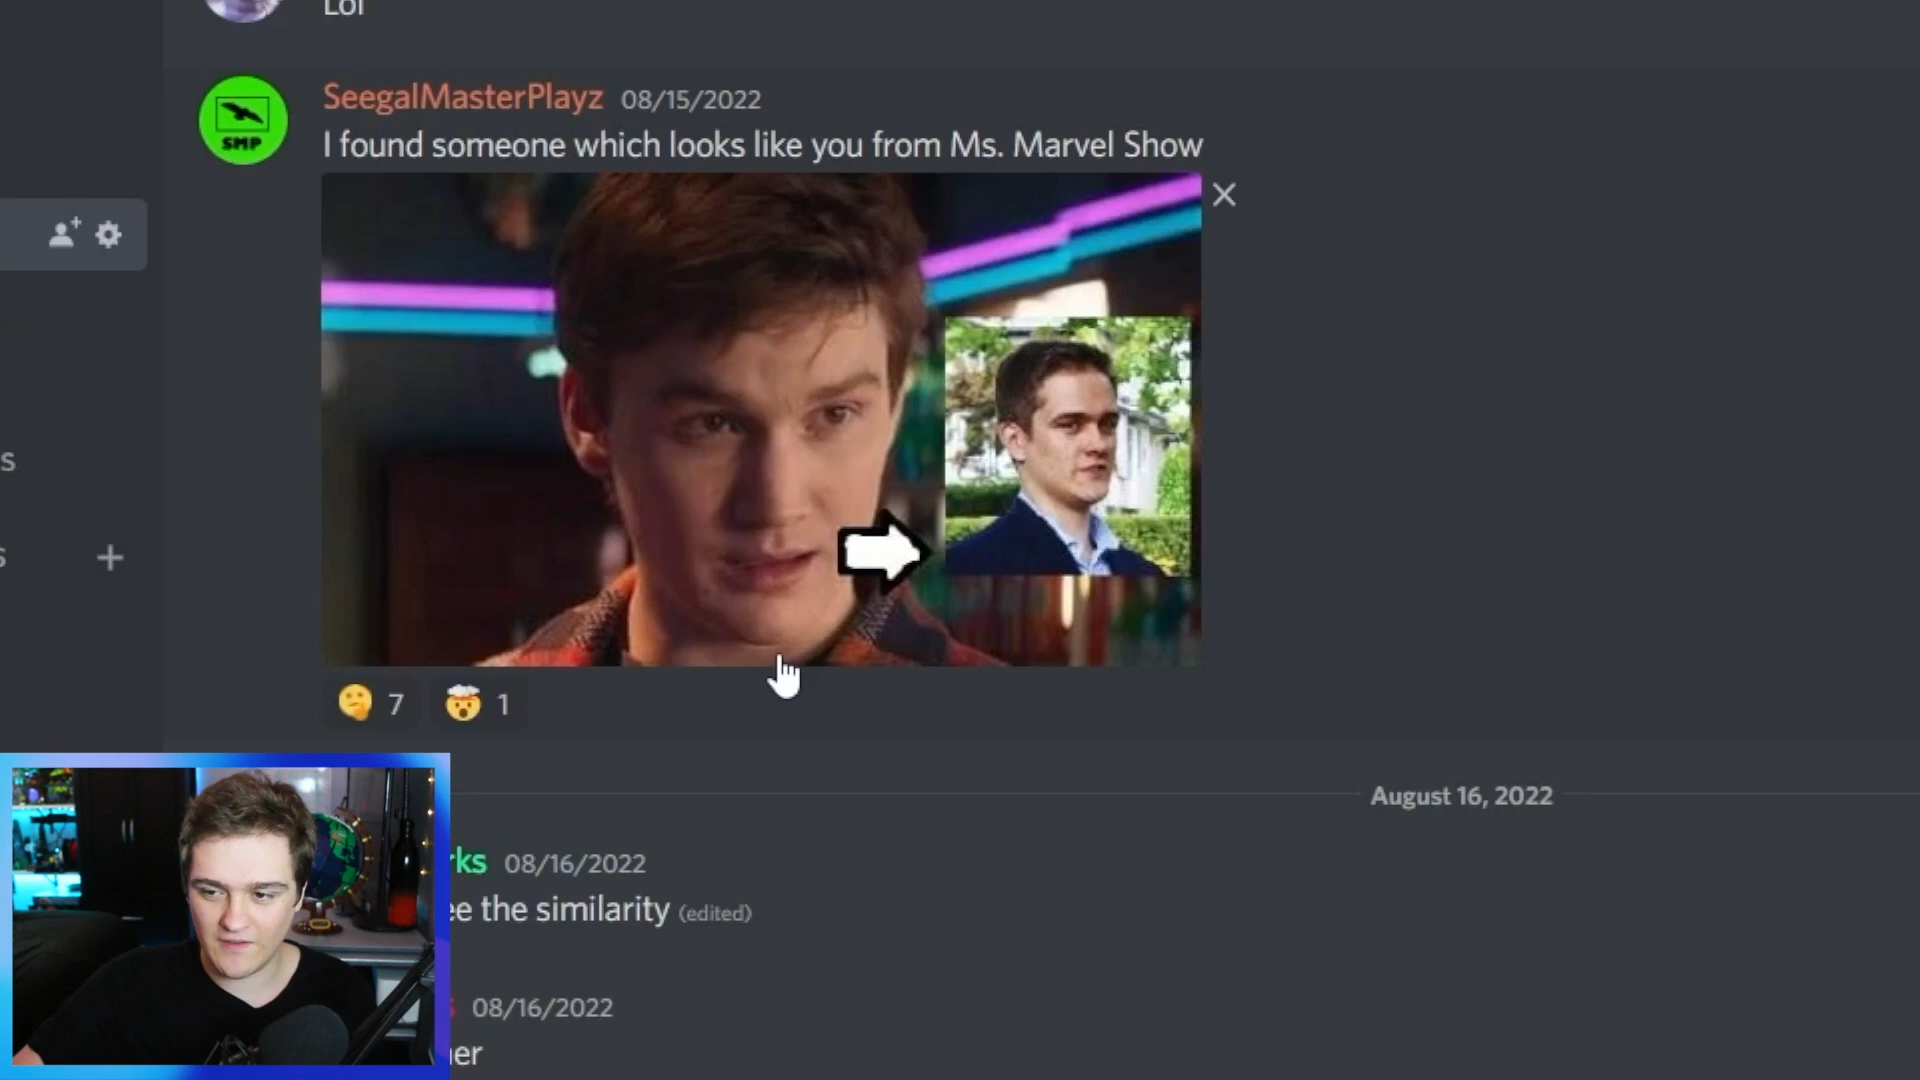 Lol
SeegalMasterPlayz 08/15/2022
I found someone which looks like you from Ms. Marvel Show
SMP
7 1
August 16, 2022
rks 08/16/2022
ee the similarity (edited)
s
s
08/16/2022
er